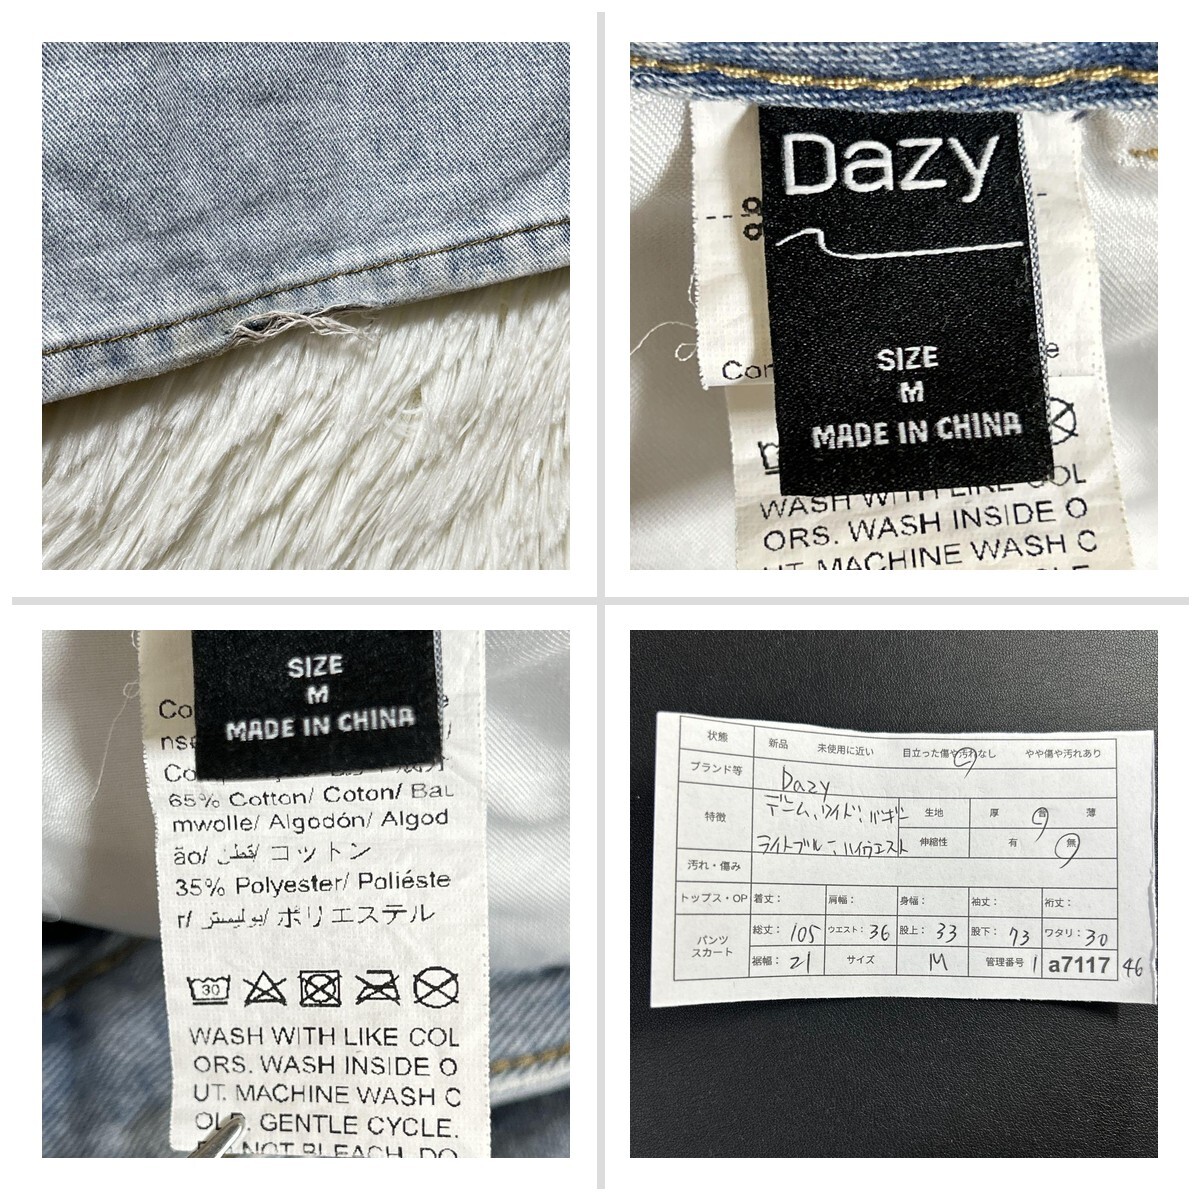 Dazy
SIZE
M
MADE IN CHINA
WASH WITH LIKE COL
ORS. WASH INSIDE O
UT. MACHINE WASH C
SIZE
M
MADE IN CHINA
65% Cotton/ Coton/ Bau
mwolle/ Algodón/ Algod
ão/ قطن/ コットン
35% Polyester/ Poliéste
r/ بوليستر/ ポリエステル
30
WASH WITH LIKE COL
ORS. WASH INSIDE O
UT. MACHINE WASH C
OLD. GENTLE CYCLE.
DO NOT BLEACH. DO
状態 新品 未使用に近い 目立った傷や汚れなし やや傷や汚れあり
ブランド等 Dazy
特徴 デニム、ワイド、バギー 生地 厚 普 薄
ライトブルー、ハイウエスト 伸縮性 有 無
汚れ・傷み
トップス・OP 着丈: 肩幅: 身幅: 袖丈: 裄丈:
パンツ スカート 総丈: 105 ウエスト: 36 股上: 33 股下: 73 ワタリ: 30
裾幅: 21 サイズ M 管理番号 1 a7117 46